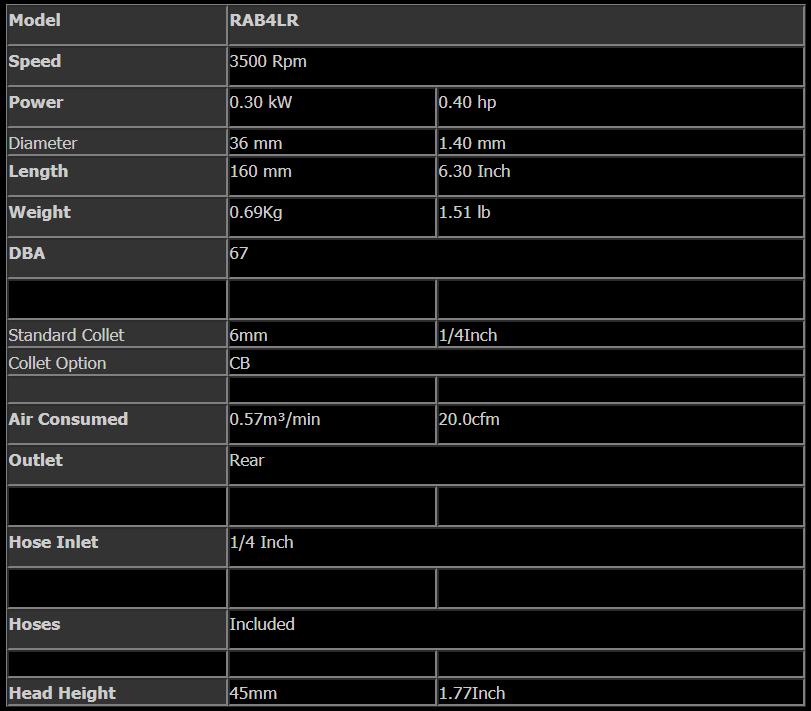 Model RAB4LR
Speed 3500 Rpm
Power 0.30 kW 0.40 hp
Diameter 36 mm 1.40 mm
Length 160 mm 6.30 Inch
Weight 0.69Kg 1.51 lb
DBA 67
Standard Collet 6mm 1/4Inch
Collet Option CB
Air Consumed 0.57m³/min 20.0cfm
Outlet Rear
Hose Inlet 1/4 Inch
Hoses Included
Head Height 45mm 1.77Inch